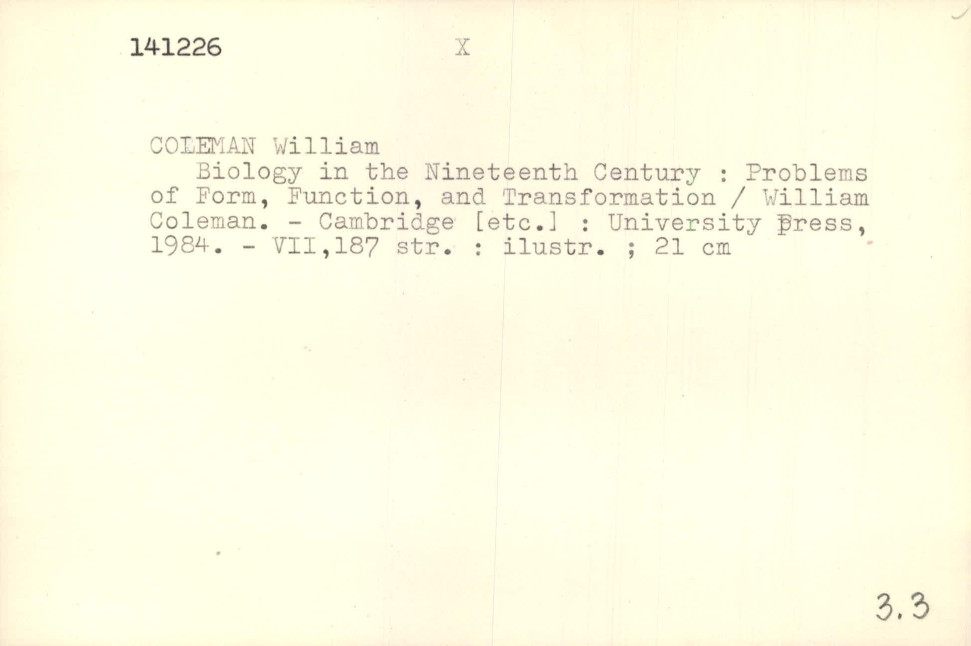 141226 X
COLEMAN William
Biology in the Nineteenth Century : Problems
of Form, Function, and Transformation / William
Coleman. - Cambridge [etc.] : University Press,
1984. - VII,187 str. : ilustr. ; 21 cm
3.3